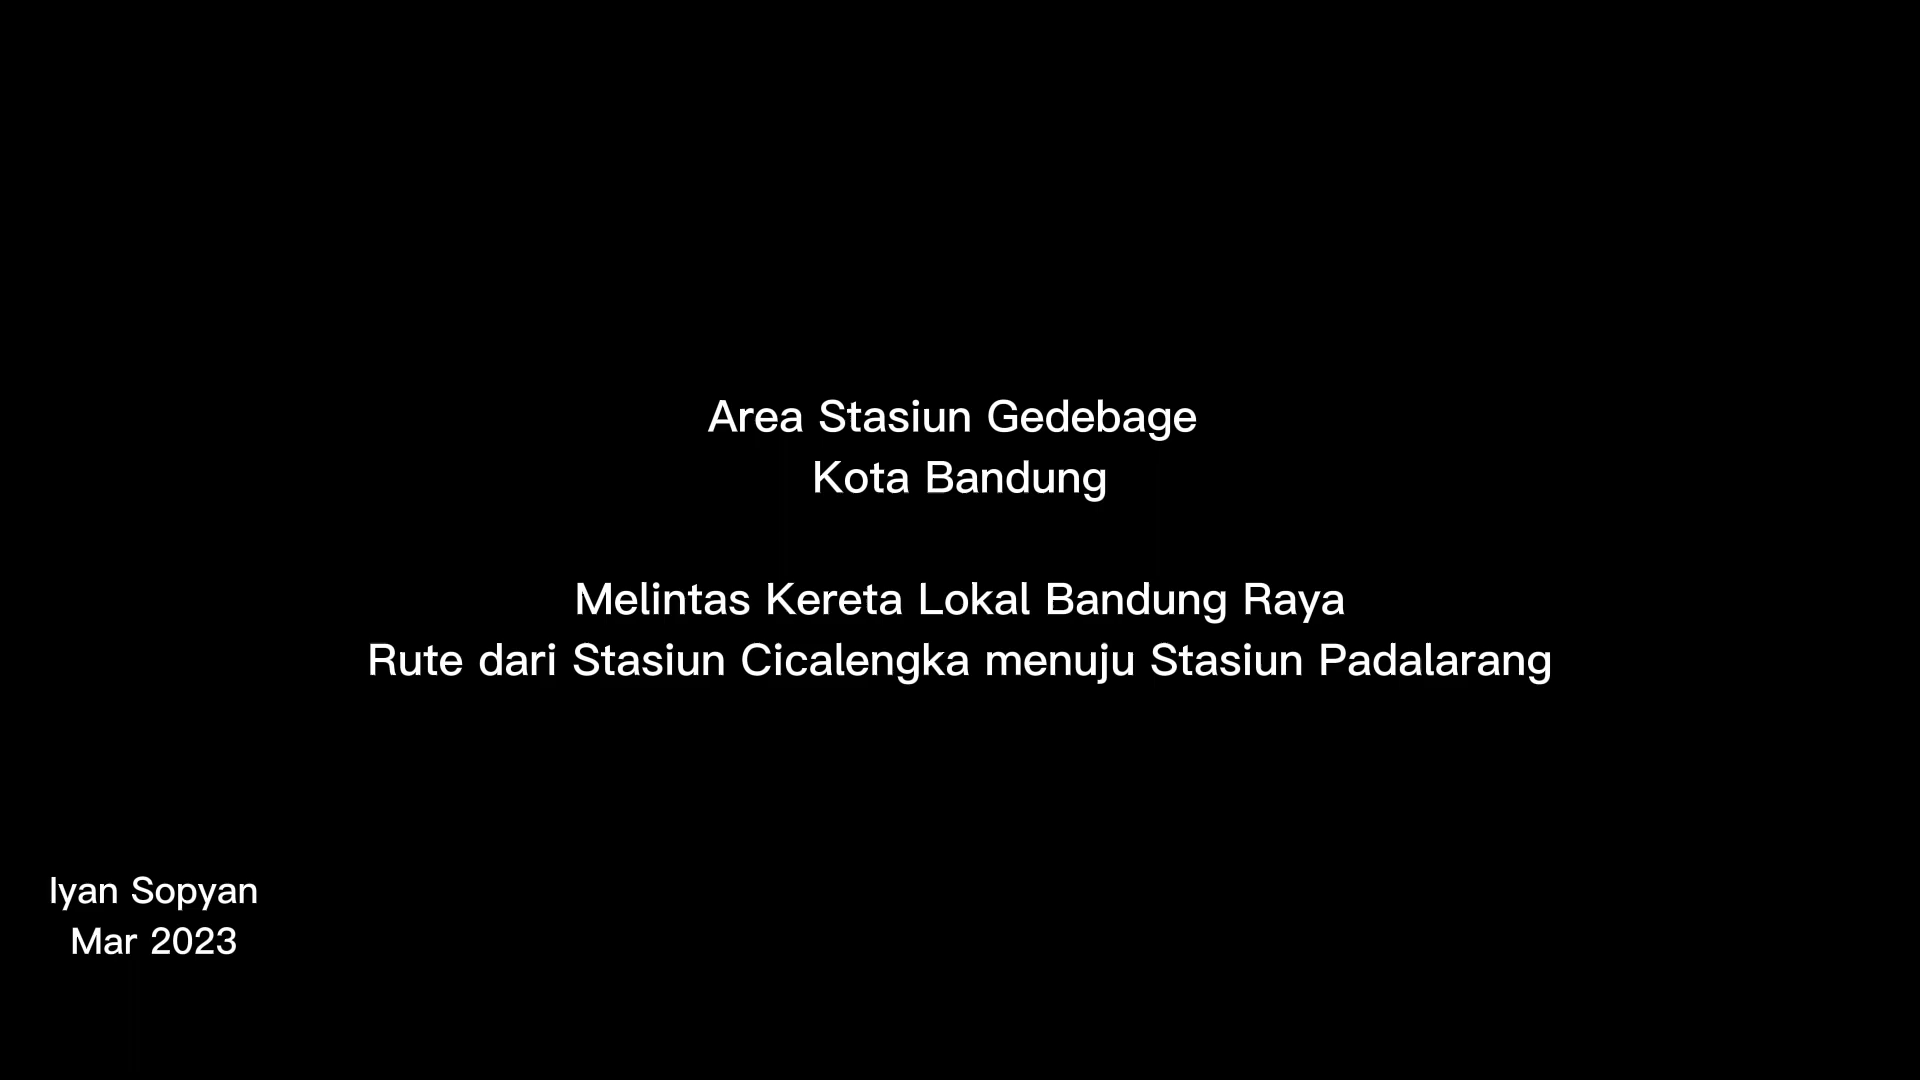 Area Stasiun Gedebage
Kota Bandung
Melintas Kereta Lokal Bandung Raya
Rute dari Stasiun Cicalengka menuju Stasiun Padalarang
Iyan Sopyan
Mar 2023